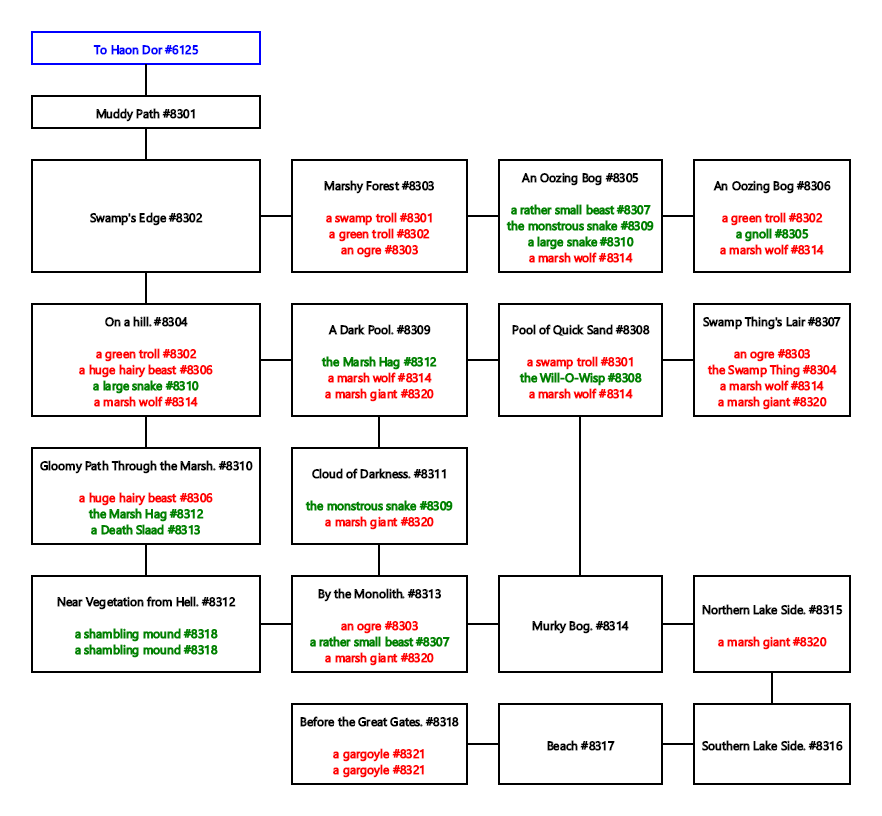 To Haon Dor #6125
Muddy Path #8301
Swamp's Edge #8302
Marshy Forest #8303
a swamp troll #8301
a green troll #8302
an ogre #8303
An Oozing Bog #8305
a rather small beast #8307
the monstrous snake #8309
a large snake #8310
a marsh wolf #8314
An Oozing Bog #8306
a green troll #8302
a gnoll #8305
a marsh wolf #8314
On a hill. #8304
a green troll #8302
a huge hairy beast #8306
a large snake #8310
a marsh wolf #8314
A Dark Pool. #8309
the Marsh Hag #8312
a marsh wolf #8314
a marsh giant #8320
Pool of Quick Sand #8308
a swamp troll #8301
the Will-O-Wisp #8308
a marsh wolf #8314
Swamp Thing's Lair #8307
an ogre #8303
the Swamp Thing #8304
a marsh wolf #8314
a marsh giant #8320
Gloomy Path Through the Marsh. #8310
a huge hairy beast #8306
the Marsh Hag #8312
a Death Slaad #8313
Cloud of Darkness. #8311
the monstrous snake #8309
a marsh giant #8320
Near Vegetation from Hell. #8312
a shambling mound #8318
a shambling mound #8318
By the Monolith. #8313
an ogre #8303
a rather small beast #8307
a marsh giant #8320
Murky Bog. #8314
Northern Lake Side. #8315
a marsh giant #8320
Before the Great Gates. #8318
a gargoyle #8321
a gargoyle #8321
Beach #8317
Southern Lake Side. #8316